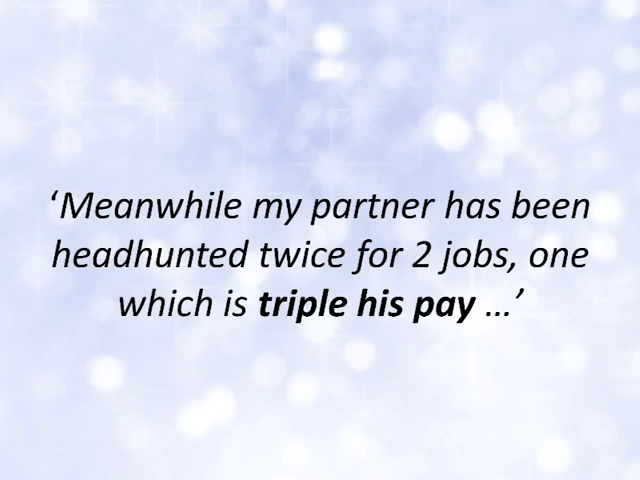 ‘Meanwhile my partner has been
headhunted twice for 2 jobs, one
which is triple his pay ...’